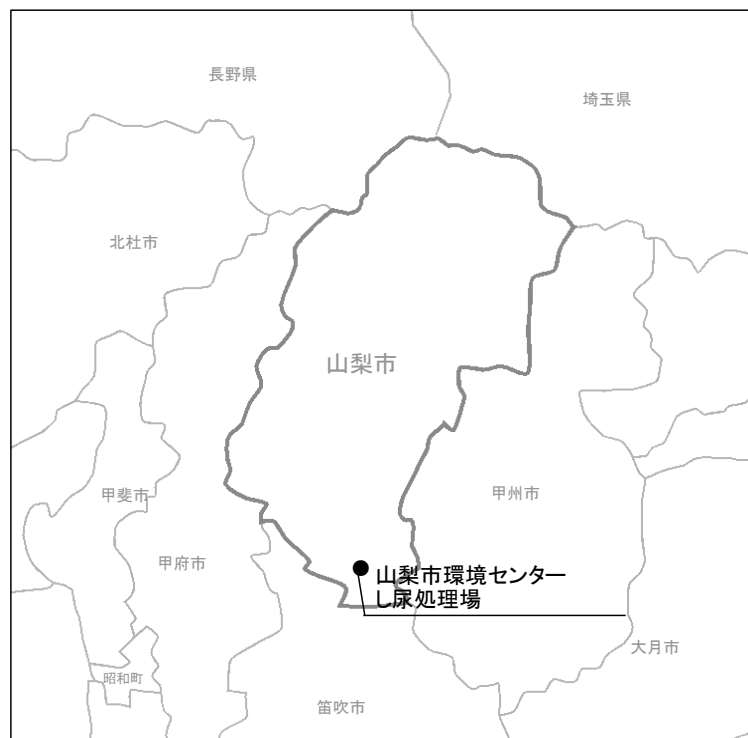 長野県
埼玉県
北杜市
山梨市
甲斐市
甲州市
甲府市
山梨市環境センター
し尿処理場
大月市
昭和町
笛吹市